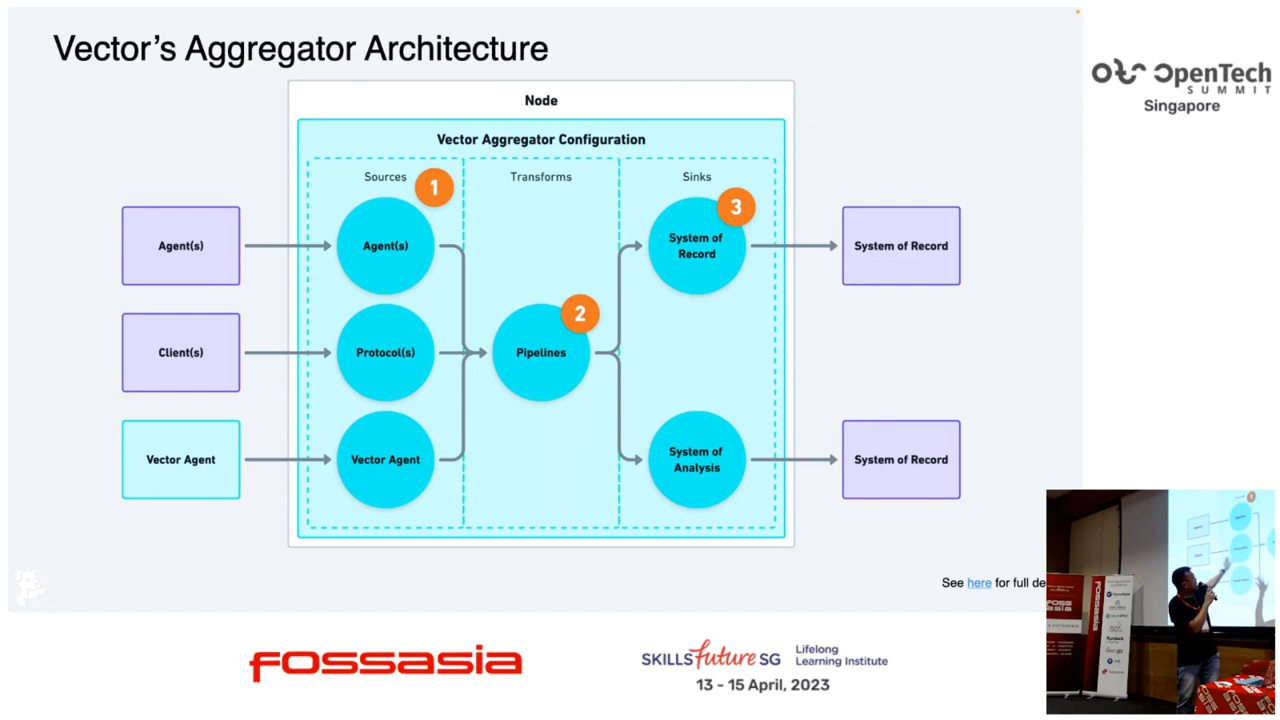 Vector's Aggregator Architecture
Node
Vector Aggregator Configuration
Sources
Transforms
Sinks
1
2
3
Agent(s)
Agent(s)
System of
Record
System of Record
Client(s)
Protocol(s)
Pipelines
Vector Agent
Vector Agent
System of
Analysis
System of Record
See here for full de
OpenTech
SUMMIT
Singapore
FOSSASIA
FOSSASIA
SKILLS future SG
Lifelong
Learning Institute
13 - 15 April, 2023